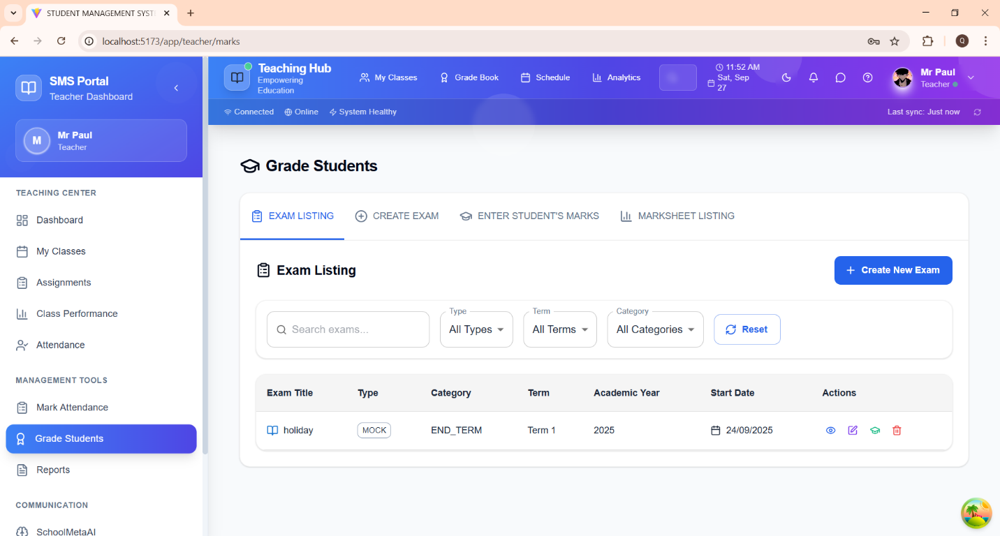 STUDENT MANAGEMENT SYST
localhost:5173/app/teacher/marks
Q
SMS Portal
Teacher Dashboard
M
Mr Paul
Teacher
TEACHING CENTER
Dashboard
My Classes
Assignments
Class Performance
Attendance
MANAGEMENT TOOLS
Mark Attendance
Grade Students
Reports
COMMUNICATION
SchoolMetaAI
Teaching Hub
Empowering
Education
My Classes
Grade Book
Schedule
Analytics
11:52 AM
Sat, Sep
27
Mr Paul
Teacher
Connected
Online
System Healthy
Last sync: Just now
Grade Students
EXAM LISTING
CREATE EXAM
ENTER STUDENT'S MARKS
MARKSHEET LISTING
Exam Listing
Create New Exam
Search exams...
Type
All Types
Term
All Terms
Category
All Categories
Reset
Exam Title Type Category Term Academic Year Start Date Actions
holiday MOCK END_TERM Term 1 2025 24/09/2025